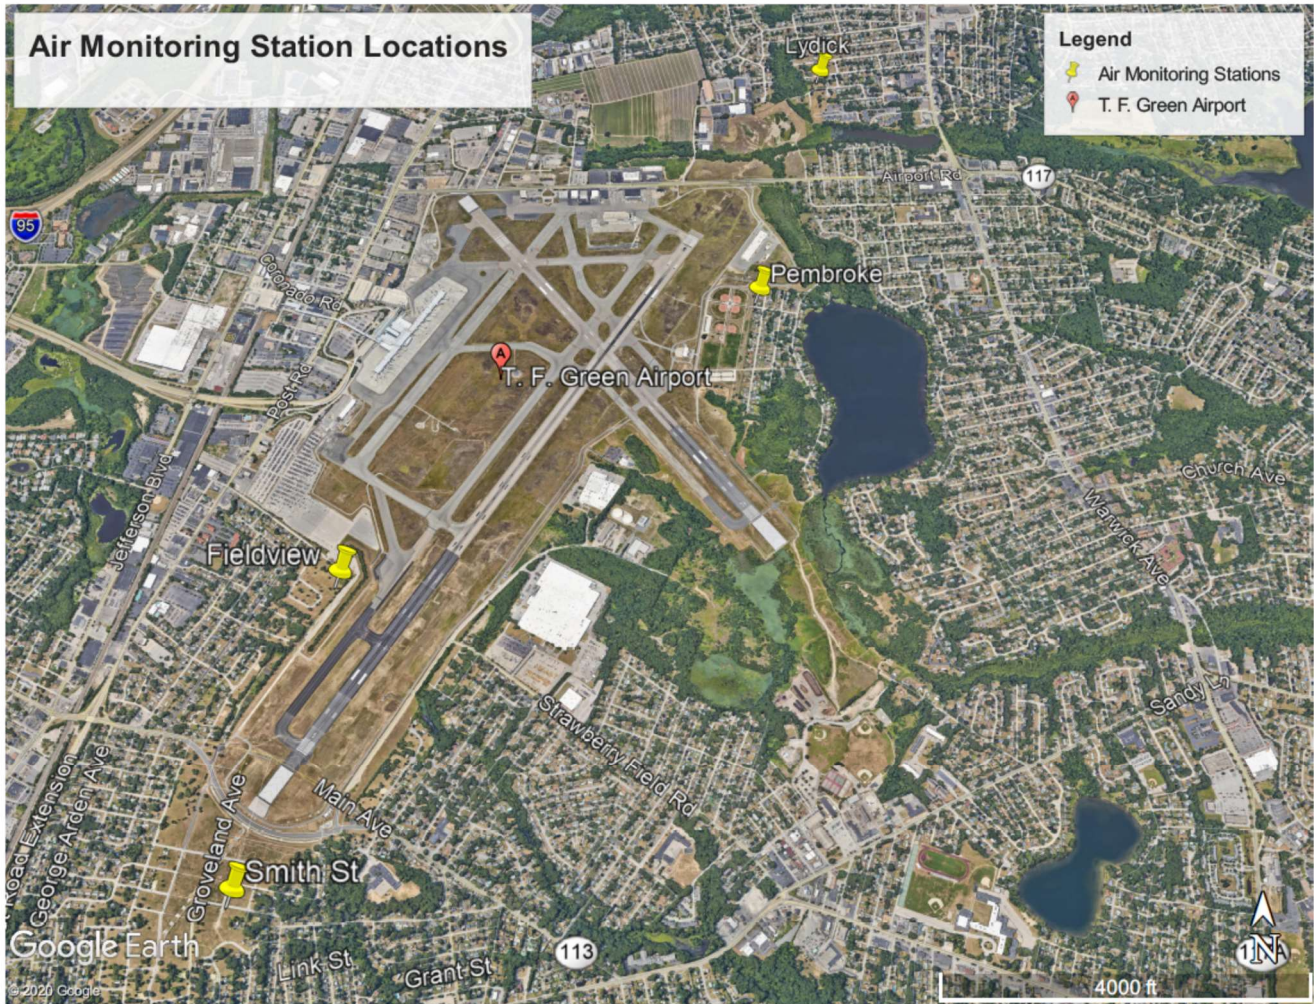 Air Monitoring Station Locations
Legend
Air Monitoring Stations
A
T. F. Green Airport
Lydick
Airport Rd
117
95
Coronado Rd
Pembroke
A
T. F. Green Airport
Post Rd
Jefferson Blvd
Church Ave
Warwick Ave
Fieldview
Sandy Ln
Strawberry Field Rd
Main Ave
Road Extension
George Arden Ave
Groveland Ave
Smith St
Google Earth
Link St
Grant St
113
N
4000 ft
© 2020 Google